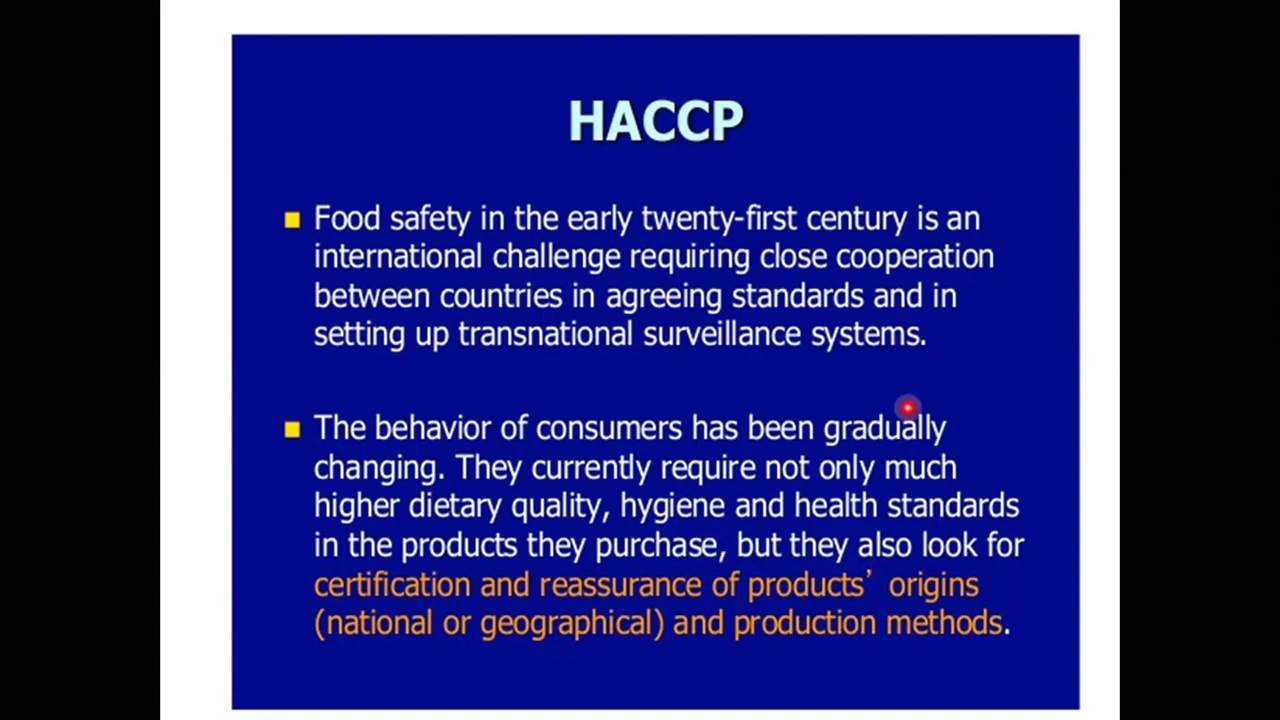 HACCP
Food safety in the early twenty-first century is an
international challenge requiring close cooperation
between countries in agreeing standards and in
setting up transnational surveillance systems.
The behavior of consumers has been gradually
changing. They currently require not only much
higher dietary quality, hygiene and health standards
in the products they purchase, but they also look for
certification and reassurance of products’ origins
(national or geographical) and production methods.